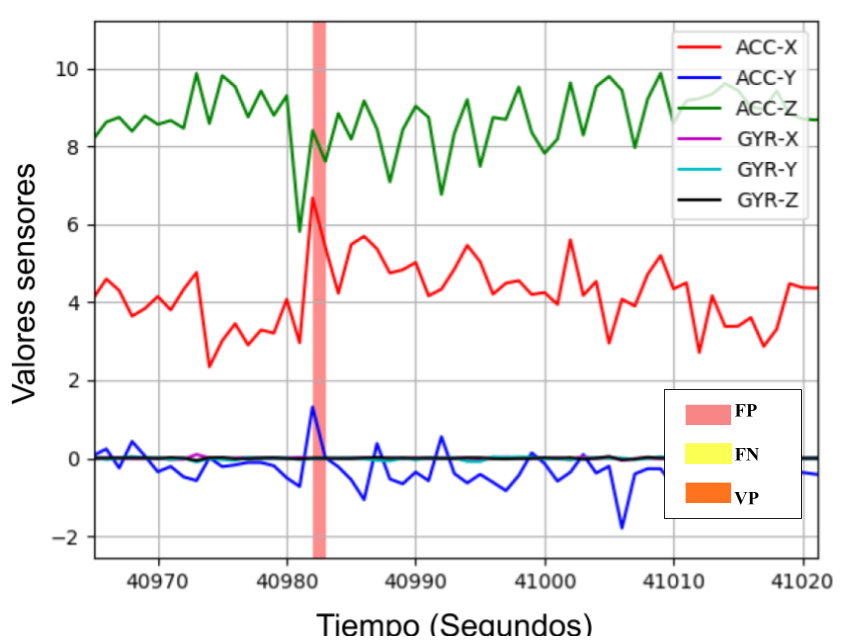 10
8
6
4
2
0
−2
Valores sensores
ACC-X
ACC-Y
ACC-Z
GYR-X
GYR-Y
GYR-Z
FP
FN
VP
40970 40980 40990 41000 41010 41020
Tiempo (Segundos)